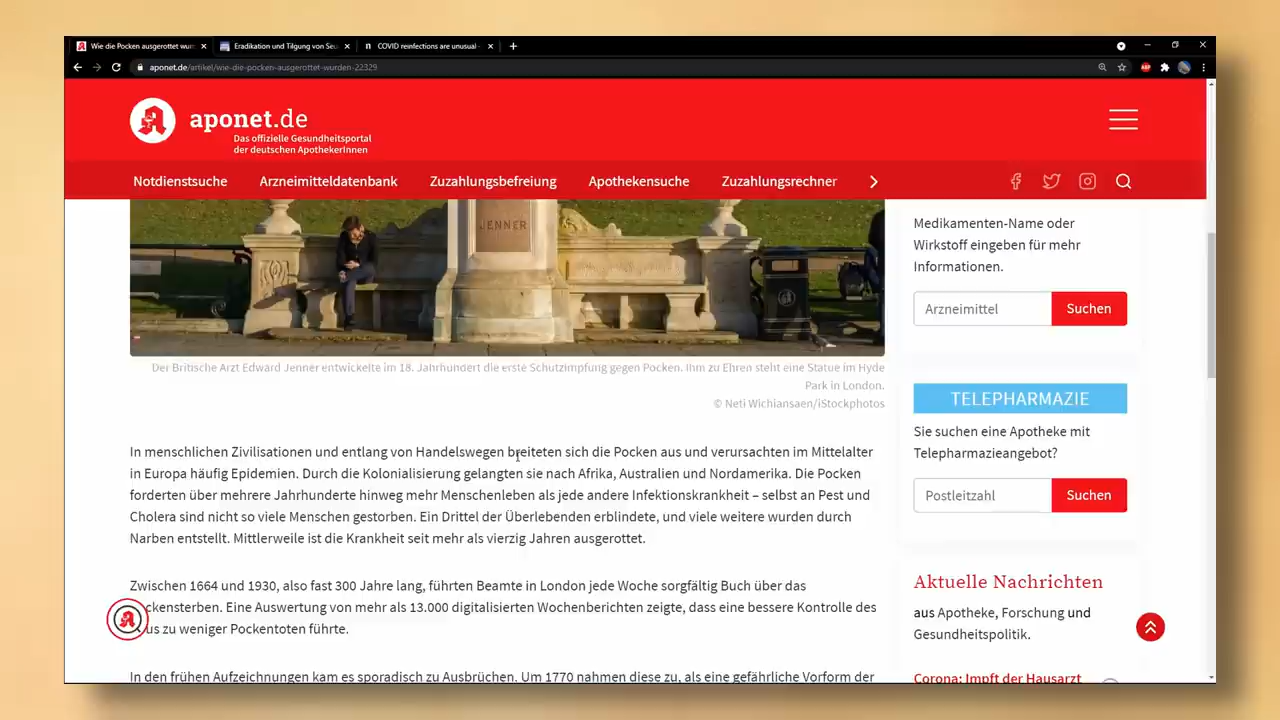 Wie die Pocken ausgerottet wur
Eradikation und Tilgung von Seu
COVID reinfections are unusual
aponet.de/artikel/wie-die-pocken-ausgerottet-wurden-22329
ABP
aponet.de
Das offizielle Gesundheitsportal
der deutschen ApothekerInnen
Notdienstsuche
Arzneimitteldatenbank
Zuzahlungsbefreiung
Apothekensuche
Zuzahlungsrechner
JENNER
Der Britische Arzt Edward Jenner entwickelte im 18. Jahrhundert die erste Schutzimpfung gegen Pocken. Ihm zu Ehren steht eine Statue im Hyde
Park in London.
© Neti Wichiansaen/iStockphotos
In menschlichen Zivilisationen und entlang von Handelswegen breiteten sich die Pocken aus und verursachten im Mittelalter
in Europa häufig Epidemien. Durch die Kolonialisierung gelangten sie nach Afrika, Australien und Nordamerika. Die Pocken
forderten über mehrere Jahrhunderte hinweg mehr Menschenleben als jede andere Infektionskrankheit – selbst an Pest und
Cholera sind nicht so viele Menschen gestorben. Ein Drittel der Überlebenden erblindete, und viele weitere wurden durch
Narben entstellt. Mittlerweile ist die Krankheit seit mehr als vierzig Jahren ausgerottet.
Zwischen 1664 und 1930, also fast 300 Jahre lang, führten Beamte in London jede Woche sorgfältig Buch über das
ckensterben. Eine Auswertung von mehr als 13.000 digitalisierten Wochenberichten zeigte, dass eine bessere Kontrolle des
us zu weniger Pockentoten führte.
In den frühen Aufzeichnungen kam es sporadisch zu Ausbrüchen. Um 1770 nahmen diese zu, als eine gefährliche Vorform der
Medikamenten-Name oder
Wirkstoff eingeben für mehr
Informationen.
Arzneimittel
Suchen
TELEPHARMAZIE
Sie suchen eine Apotheke mit
Telepharmazieangebot?
Postleitzahl
Suchen
Aktuelle Nachrichten
aus Apotheke, Forschung und
Gesundheitspolitik.
Corona: Impft der Hausarzt